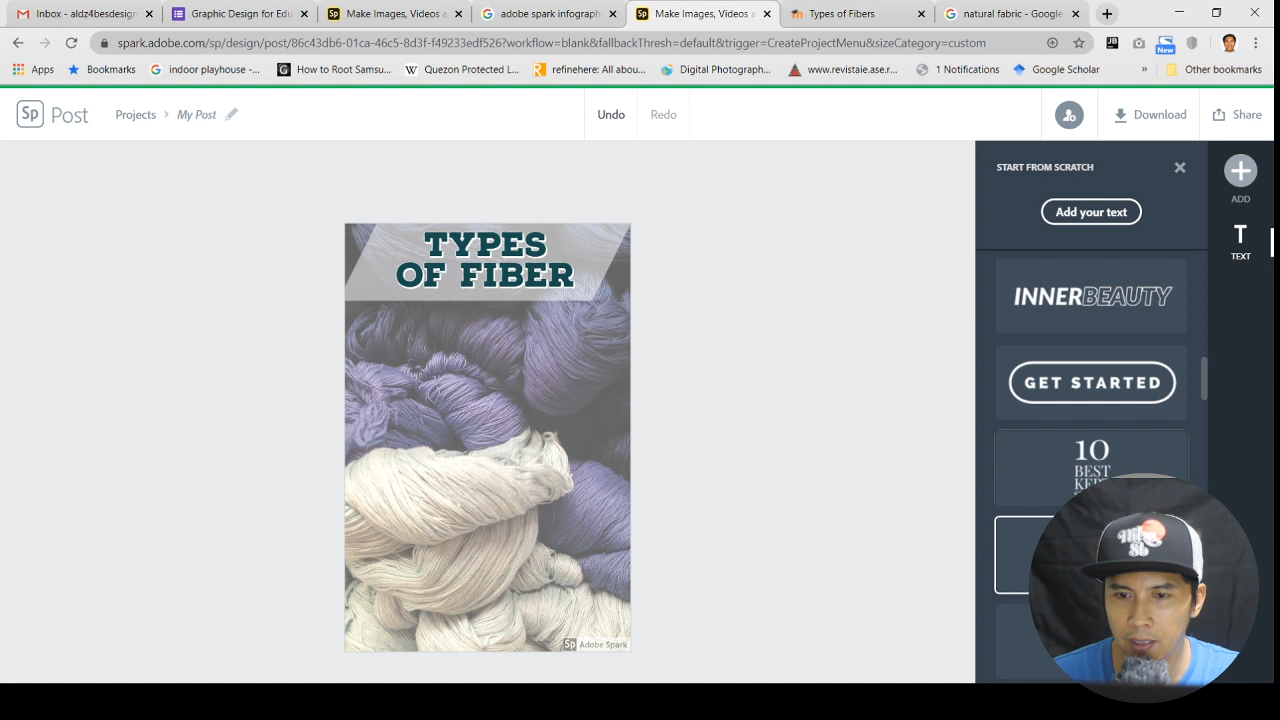 Inbox - aldz4besdesign
Graphic Design for Edu
Make Images, Videos a
adobe spark infograph
Make Images, Videos a
Types of Fibers
natural fabric - Google
spark.adobe.com/sp/design/post/86c43db6-01ca-46c5-8d3f-f49233edf526?workflow=blank&fallbackThresh=default&trigger=CreateProjectMenu&sizeCategory=custom
JB
New
Apps
Bookmarks
indoor playhouse -...
How to Root Samsu...
Quezon Protected L...
refinehere: All abou...
Digital Photograph...
www.revistaie.ase.r...
1 Notifications
Google Scholar
»
Other bookmarks
Sp Post
Projects > My Post
Undo
Redo
Download
Share
START FROM SCRATCH
ADD
Add your text
T
TEXT
TYPES
OF FIBER
INNERBEAUTY
GET STARTED
10
BEST
KEPT
Sp Adobe Spark